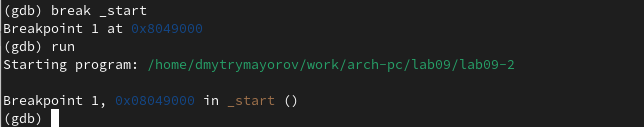 (gdb) break _start
Breakpoint 1 at 0x8049000
(gdb) run
Starting program: /home/dmytrymayorov/work/arch-pc/lab09/lab09-2
Breakpoint 1, 0x08049000 in _start ()
(gdb)